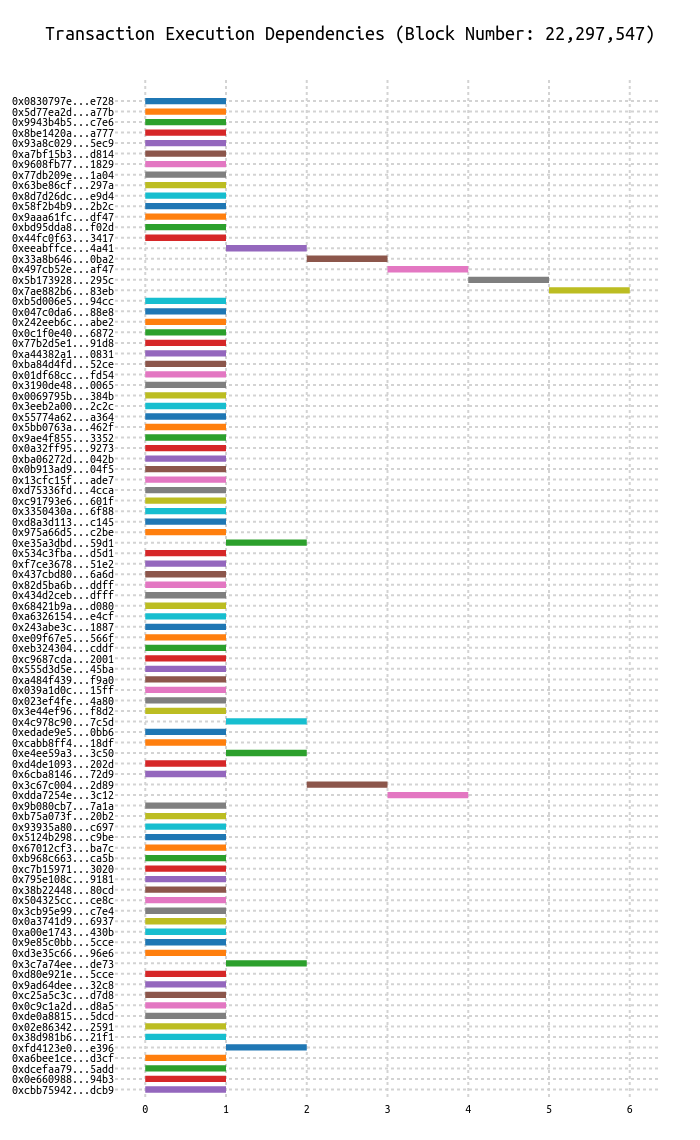 Transaction Execution Dependencies (Block Number: 22,297,547)
0x0830797e...e728
0x5d77ea2d...a77b
0x9943b4b5...c7e6
0x8be1420a...a777
0x93a8c029...5ec9
0xa7bf15b3...d814
0x9608fb77...1829
0x77db209e...1a04
0x63be86cf...297a
0x8d7d26dc...e9d4
0x58f2b4b9...2b2c
0x9aaa61fc...df47
0xbd95dda8...f02d
0x44fc0f63...3417
0xeeabffce...4a41
0x33a8b646...0ba2
0x497cb52e...af47
0x5b173928...295c
0x7ae882b6...83eb
0xb5d006e5...94cc
0x047c0da6...88e8
0x242eeb6c...abe2
0x0c1f0e40...6872
0x77b2d5e1...91d8
0xa44382a1...0831
0xba84d4fd...52ce
0x01df68cc...fd54
0x3190de48...0065
0x0069795b...384b
0x3eeb2a00...2c2c
0x55774a62...a364
0x5bb0763a...462f
0x9ae4f855...3352
0x0a32ff95...9273
0xba06272d...042b
0x0b913ad9...04f5
0x13cfc15f...ade7
0xd75336fd...4cca
0xc91793e6...601f
0x3350430a...6f88
0xd8a3d113...c145
0x975a66d5...c2be
0xe35a3dbd...59d1
0x534c3fba...d5d1
0xf7ce3678...51e2
0x437cbd80...6a6d
0x82d5ba6b...ddff
0x434d2ceb...dfff
0x68421b9a...d080
0xa6326154...e4cf
0x243abe3c...1887
0xe09f67e5...566f
0xeb324304...cddf
0xc9687cda...2001
0x555d3d5e...45ba
0xa484f439...f9a0
0x039a1d0c...15ff
0x023ef4fe...4a80
0x3e44ef96...f8d2
0x4c978c90...7c5d
0xedade9e5...0bb6
0xcabb8ff4...18df
0xe4ee59a3...3c50
0xd4de1093...202d
0x6cba8146...72d9
0x3c67c004...2d89
0xdda7254e...3c12
0x9b080cb7...7a1a
0xb75a073f...20b2
0x93935a80...c697
0x5124b298...c9be
0x67012cf3...ba7c
0xb968c663...ca5b
0xc7b15971...3020
0x795e108c...9181
0x38b22448...80cd
0x504325cc...ce8c
0x3cb95e99...c7e4
0x0a3741d9...6937
0xa00e1743...430b
0x9e85c0bb...5cce
0xd3e35c66...96e6
0x3c7a74ee...de73
0xd80e921e...5cce
0x9ad64dee...32c8
0xc25a5c3c...d7d8
0x0c9c1a2d...d8a5
0xde0a8815...5dcd
0x02e86342...2591
0x38d981b6...21f1
0xfd4123e0...e396
0xa6bee1ce...d3cf
0xdcefaa79...5add
0x0e660988...94b3
0xcbb75942...dcb9
0 1 2 3 4 5 6